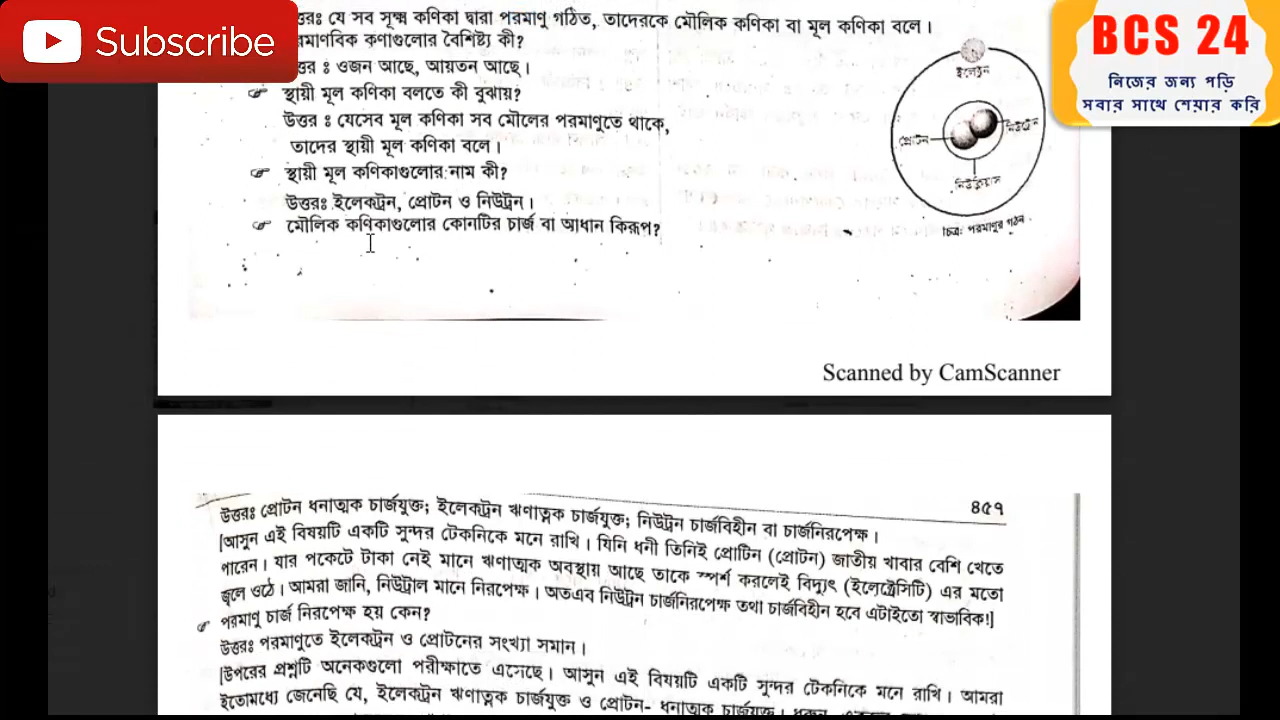 Subscribe
BCS 24
নিজের জন্য পড়ি
সবার সাথে শেয়ার করি
ত্তরঃ যে সব সূক্ষ্ম কণিকা দ্বারা পরমাণু গঠিত, তাদেরকে মৌলিক কণিকা বা মূল কণিকা বলে।
রমাণবিক কণাগুলোর বৈশিষ্ট্য কী?
ত্তর ঃ ওজন আছে, আয়তন আছে।
স্থায়ী মূল কণিকা বলতে কী বুঝায়?
উত্তর ঃ যেসেব মূল কণিকা সব মৌলের পরমাণুতে থাকে,
তাদের স্থায়ী মূল কণিকা বলে।
স্থায়ী মূল কণিকাগুলোর নাম কী?
উত্তরঃ ইলেকট্রন, প্রোটন ও নিউট্রন।
মৌলিক কণিকাগুলোর কোনটির চার্জ বা আধান কিরূপ?
ইলেকট্রন
প্রোটন
নিউট্রন
নিউক্লিয়াস
চিত্র: পরমাণুর গঠন
Scanned by CamScanner
৪৫৭
উত্তরঃ প্রোটন ধনাত্মক চার্জযুক্ত; ইলেকট্রন ঋণাত্নক চার্জযুক্ত; নিউট্রন চার্জবিহীন বা চার্জনিরপেক্ষ।
[আসুন এই বিষয়টি একটি সুন্দর টেকনিকে মনে রাখি। যিনি ধনী তিনিই প্রোটিন (প্রোটন) জাতীয় খাবার বেশি খেতে
পারেন। যার পকেটে টাকা নেই মানে ঋণাত্মক অবস্থায় আছে তাকে স্পর্শ করলেই বিদ্যুৎ (ইলেক্ট্রেসিটি) এর মতো
জ্বলে ওঠে। আমরা জানি, নিউট্রাল মানে নিরপেক্ষ। অতএব নিউট্রন চার্জনিরপেক্ষ তথা চার্জবিহীন হবে এটাইতো স্বাভাবিক!]
পরমাণু চার্জ নিরপেক্ষ হয় কেন?
উত্তরঃ পরমাণুতে ইলেকট্রন ও প্রোটনের সংখ্যা সমান।
[উপরের প্রশ্নটি অনেকগুলো পরীক্ষাতে এসেছে। আসুন এই বিষয়টি একটি সুন্দর টেকনিকে মনে রাখি। আমরা
ইতোমধ্যে জেনেছি যে, ইলেকট্রন ঋণাত্নক চার্জযুক্ত ও প্রোটন- ধনাত্মক চার্জযুক্ত।